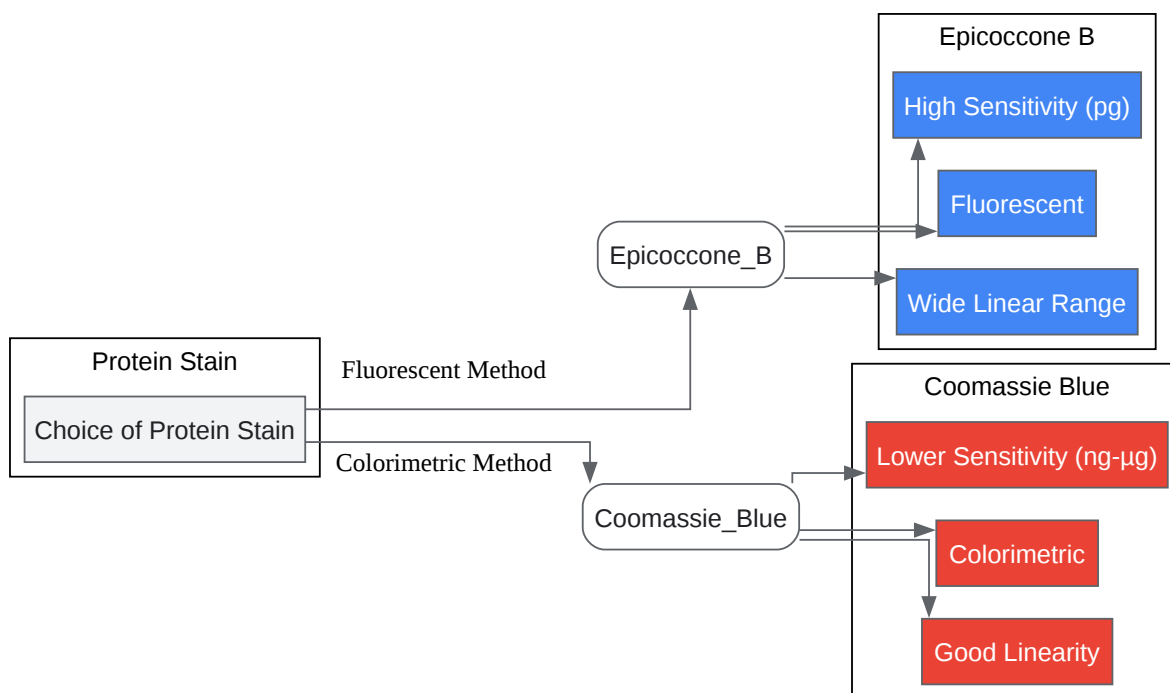 Protein Stain
Choice of Protein Stain
Fluorescent Method
Colorimetric Method
Epicoccone_B
Coomassie_Blue
Epicoccone B
High Sensitivity (pg)
Fluorescent
Wide Linear Range
Coomassie Blue
Lower Sensitivity (ng-µg)
Colorimetric
Good Linearity